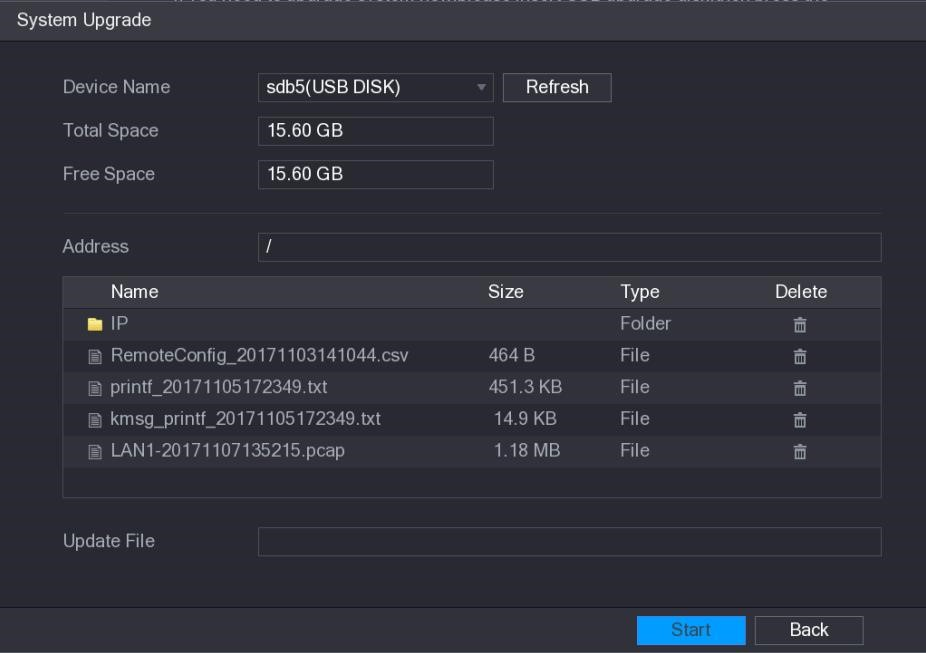 System Upgrade
Device Name sdb5(USB DISK) Refresh
Total Space 15.60 GB
Free Space 15.60 GB
Address /
Name Size Type Delete
IP Folder
RemoteConfig_20171103141044.csv 464 B File
printf_20171105172349.txt 451.3 KB File
kmsg_printf_20171105172349.txt 14.9 KB File
LAN1-20171107135215.pcap 1.18 MB File
Update File
Start Back